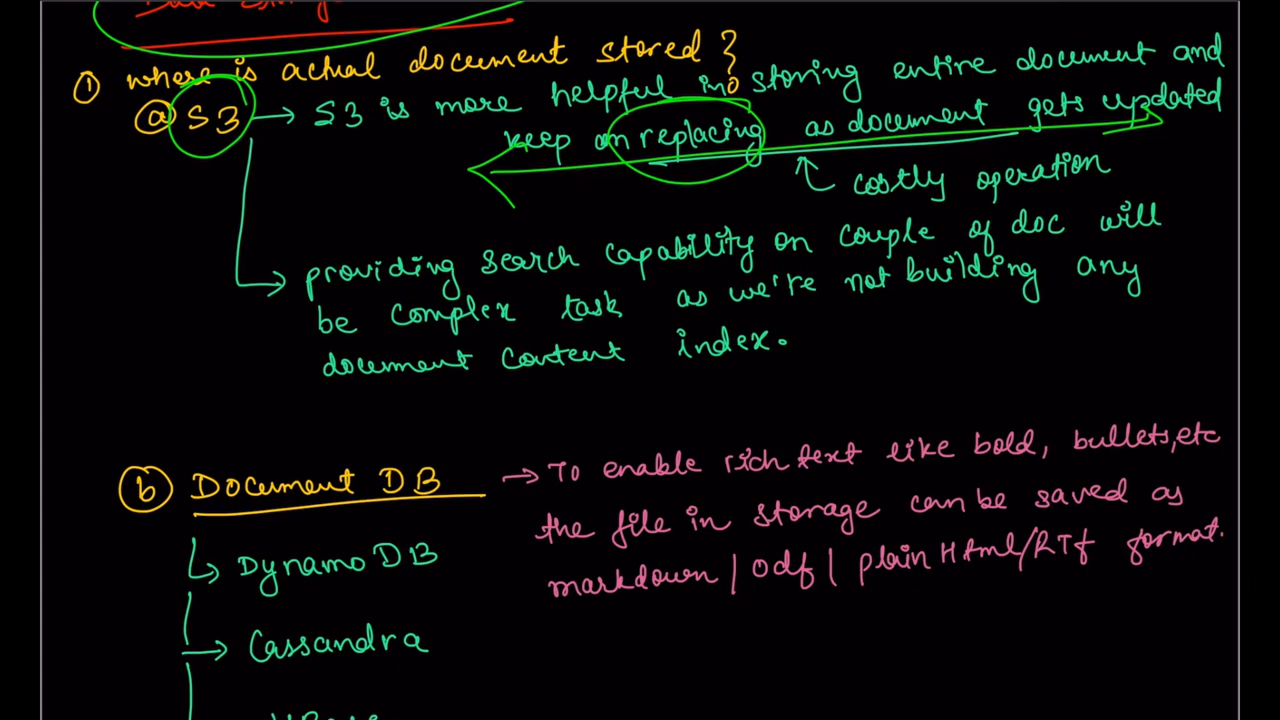 ① where is actual document stored ?
ⓐ S3 → S3 is more helpful in storing entire document and
keep on replacing as document gets updated
costly operation
→ providing search capability on couple of doc will
be complex task as we're not building any
document content index.
ⓑ Document DB → To enable rich text like bold, bullets, etc
the file in storage can be saved as
markdown | odf | plain Html/RTf format.
↳ Dynamo DB
→ Cassandra